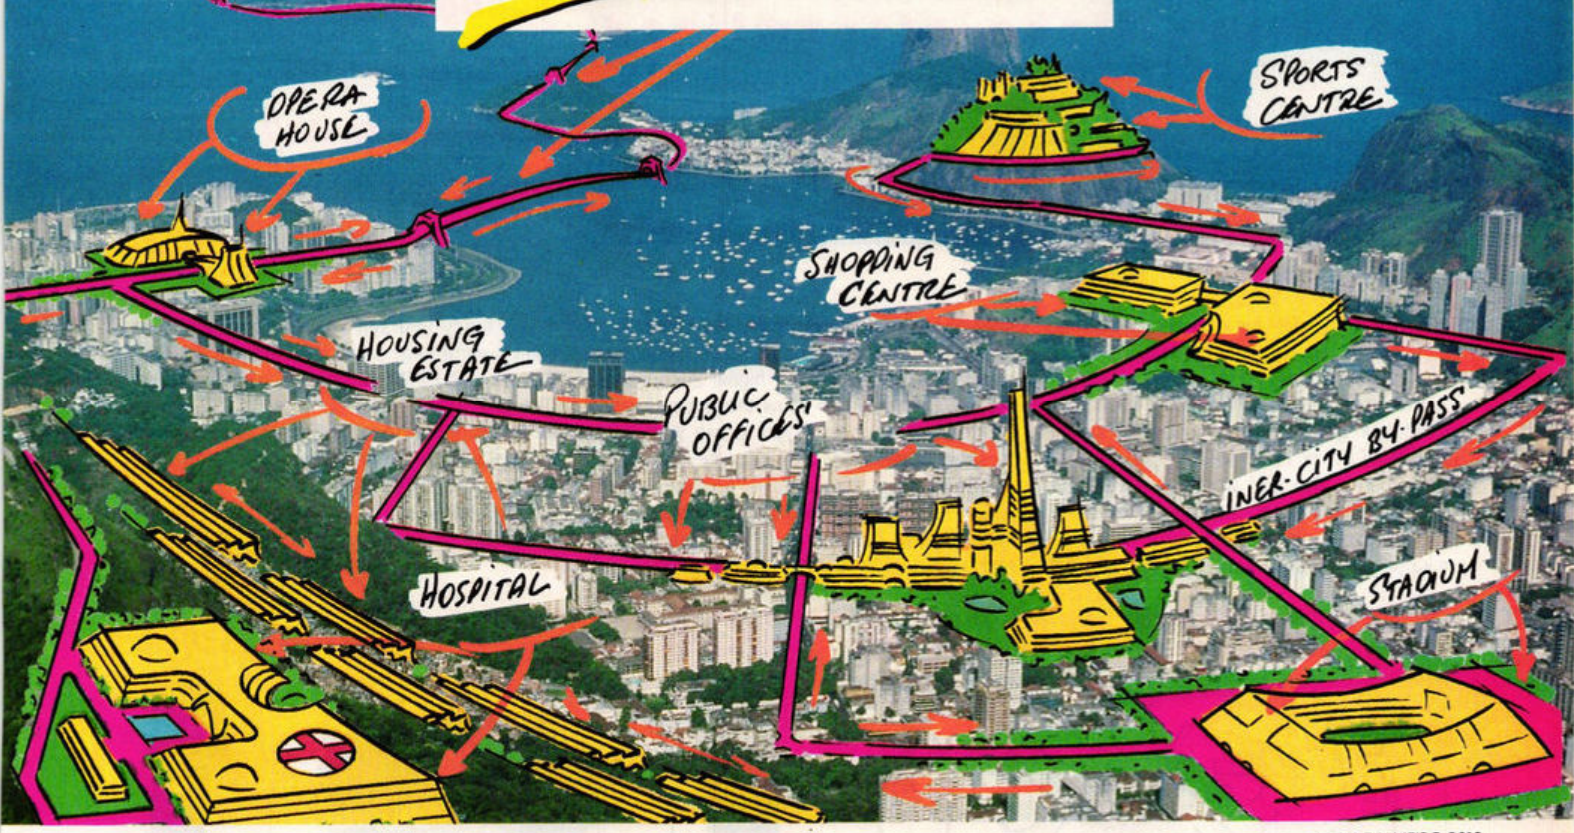 OPERA
HOUSE
SPORTS
CENTRE
SHOPPING
CENTRE
HOUSING
ESTATE
PUBLIC
OFFICES
INER-CITY BY-PASS
HOSPITAL
STADIUM